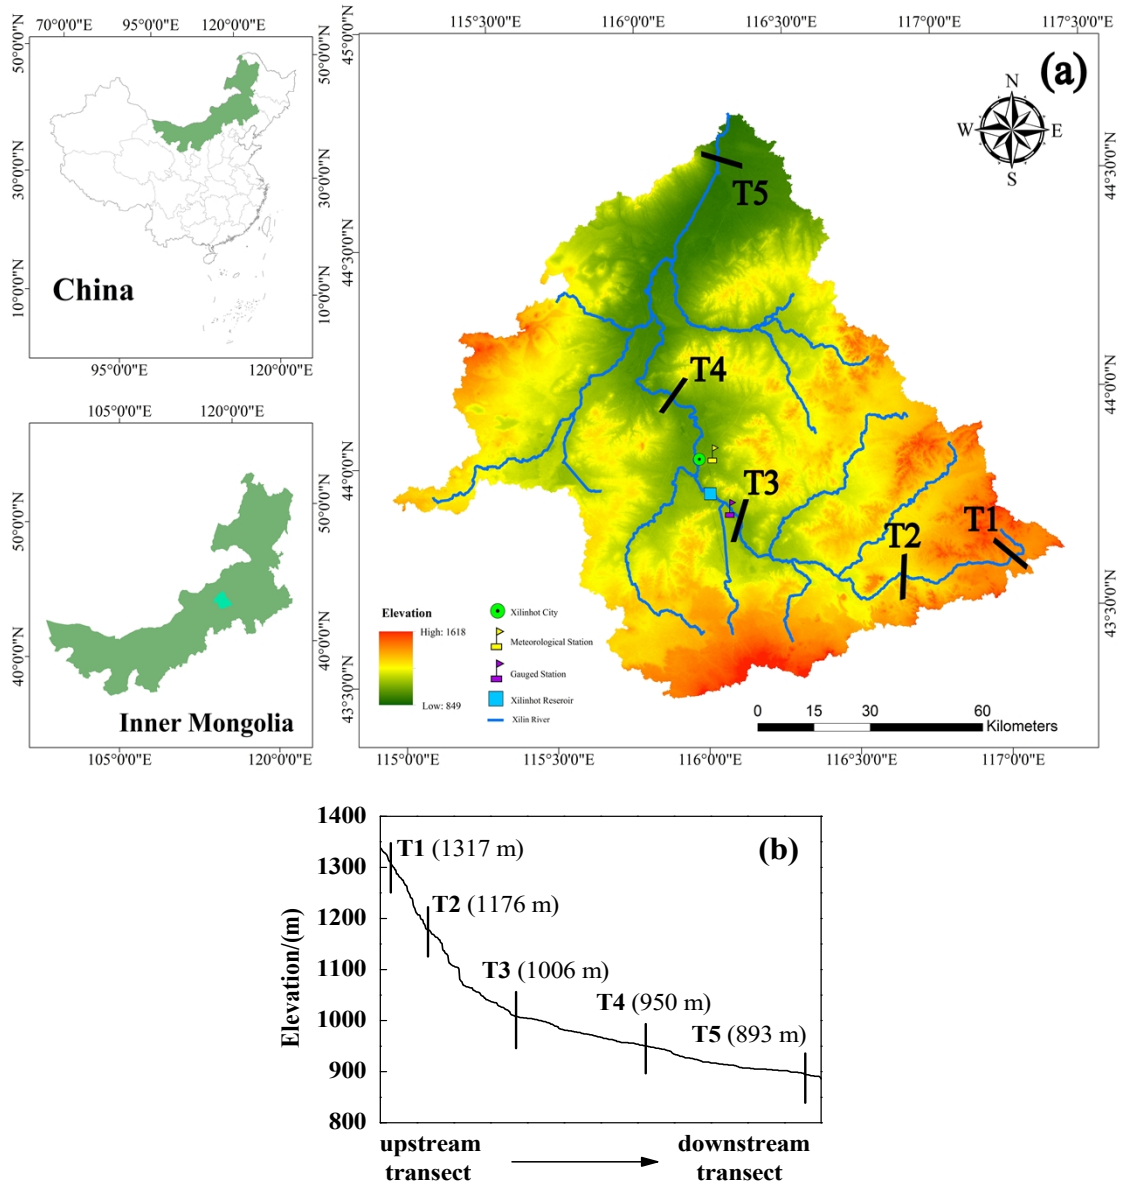 70°0'0"E 95°0'0"E 120°0'0"E
50°0'0"N
30°0'0"N
10°0'0"N
50°0'0"N
30°0'0"N
10°0'0"N
China
95°0'0"E 120°0'0"E
105°0'0"E 120°0'0"E
50°0'0"N
40°0'0"N
50°0'0"N
40°0'0"N
Inner Mongolia
105°0'0"E 120°0'0"E
115°30'0"E 116°0'0"E 116°30'0"E 117°0'0"E 117°30'0"E
45°0'0"N
44°30'0"N
44°0'0"N
43°30'0"N
44°30'0"N
44°0'0"N
43°30'0"N
(a)
N
W E
S
T5
T4
T3
T2
T1
Elevation
High: 1618
Low: 849
Xilinhot City
Meteorological Station
Gauged Station
Xilinhot Reseroir
Xilin River
0 15 30 60
Kilometers
115°0'0"E 115°30'0"E 116°0'0"E 116°30'0"E 117°0'0"E
(b)
1400
1300
1200
1100
1000
900
800
Elevation/(m)
T1 (1317 m)
T2 (1176 m)
T3 (1006 m)
T4 (950 m)
T5 (893 m)
upstream
transect
downstream
transect